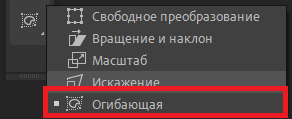 Свободное преобразование
Вращение и наклон
Масштаб
Искажение
Огибающая